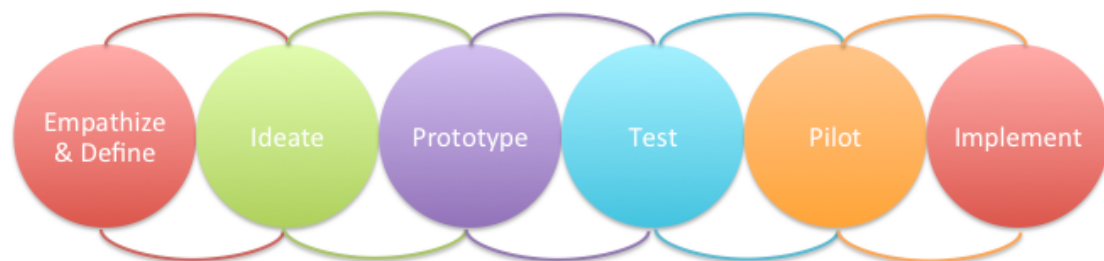 Empathize
& Define
Ideate
Prototype
Test
Pilot
Implement